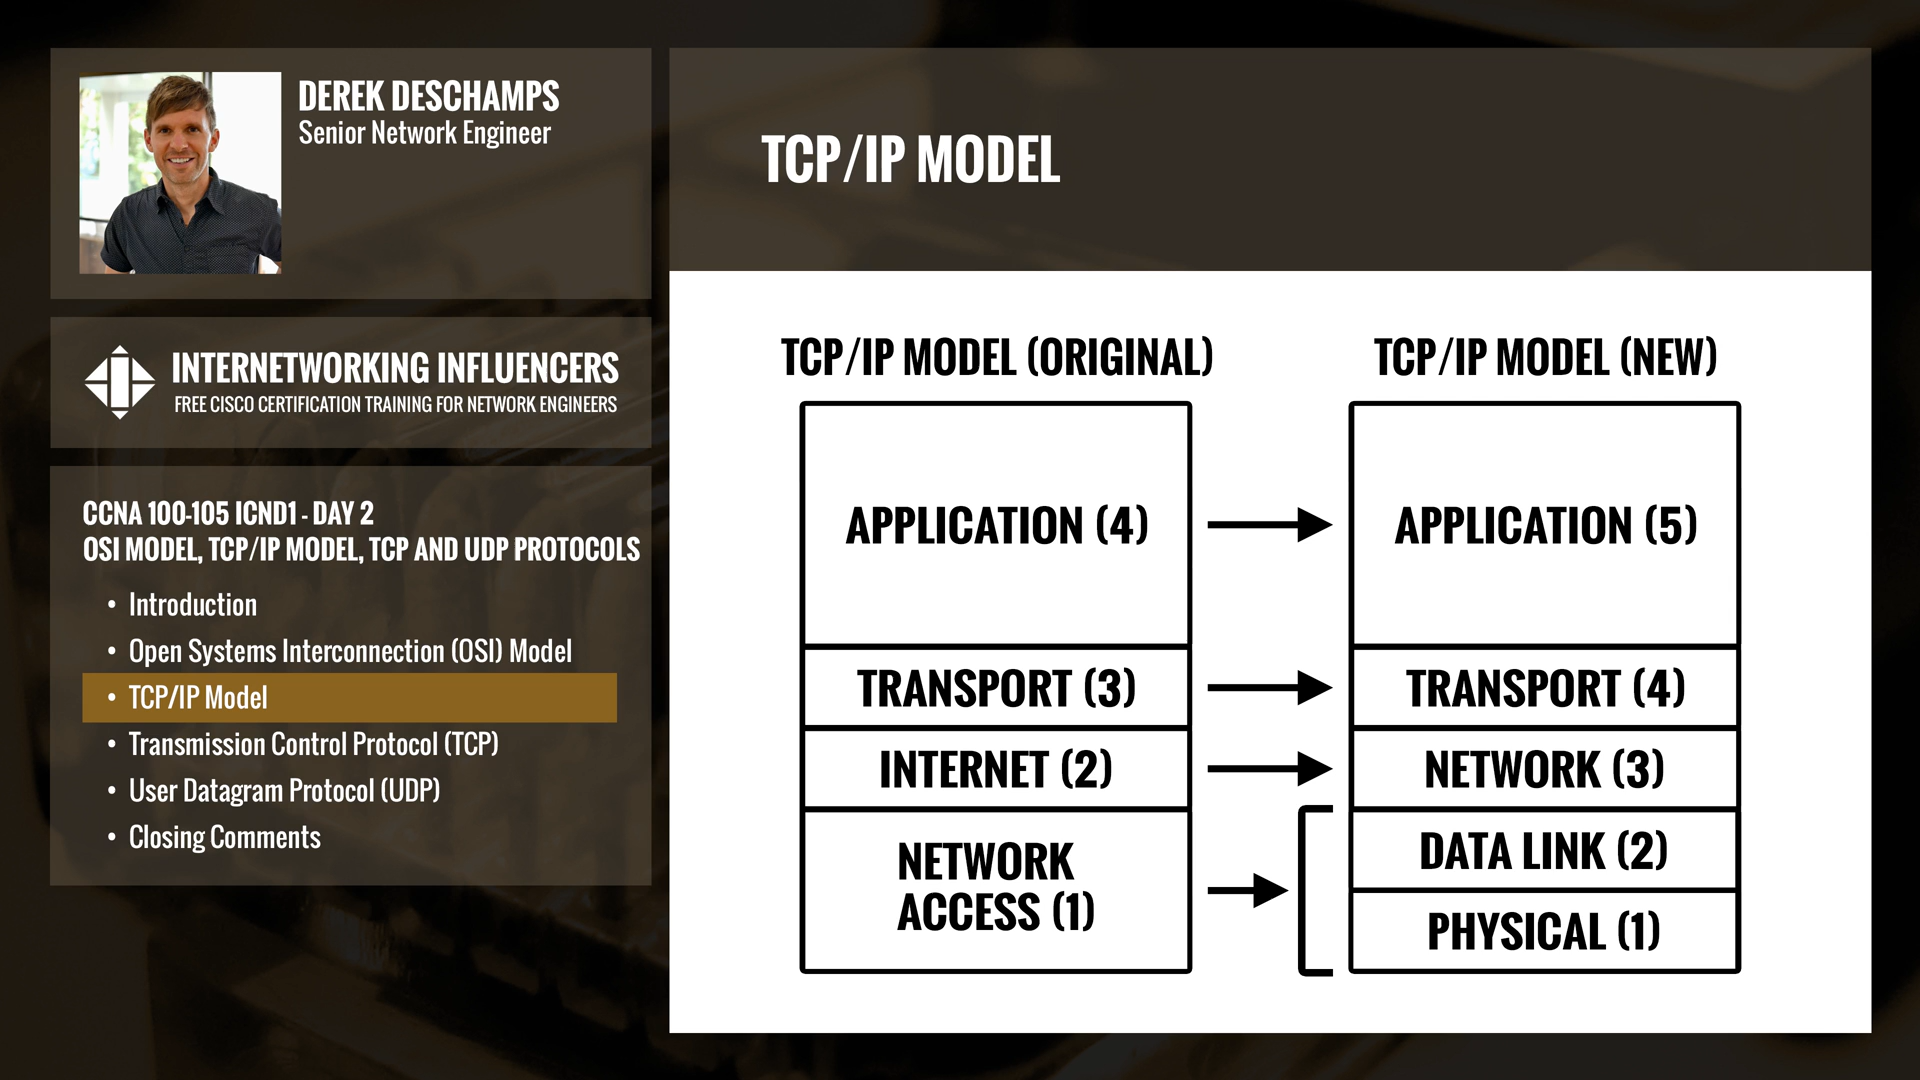 DEREK DESCHAMPS
Senior Network Engineer
INTERNETWORKING INFLUENCERS
FREE CISCO CERTIFICATION TRAINING FOR NETWORK ENGINEERS
CCNA 100-105 ICND1 - DAY 2
OSI MODEL, TCP/IP MODEL, TCP AND UDP PROTOCOLS
• Introduction
• Open Systems Interconnection (OSI) Model
• TCP/IP Model
• Transmission Control Protocol (TCP)
• User Datagram Protocol (UDP)
• Closing Comments
TCP/IP MODEL
TCP/IP MODEL (ORIGINAL)
APPLICATION (4)
TRANSPORT (3)
INTERNET (2)
NETWORK
ACCESS (1)
TCP/IP MODEL (NEW)
APPLICATION (5)
TRANSPORT (4)
NETWORK (3)
DATA LINK (2)
PHYSICAL (1)